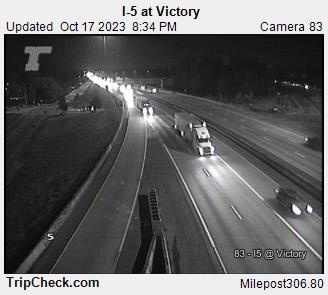 I-5 at Victory
Updated Oct 17 2023 8:34 PM Camera 83
T
5
83 - I5 @ Victory
TripCheck.com Milepost306.80